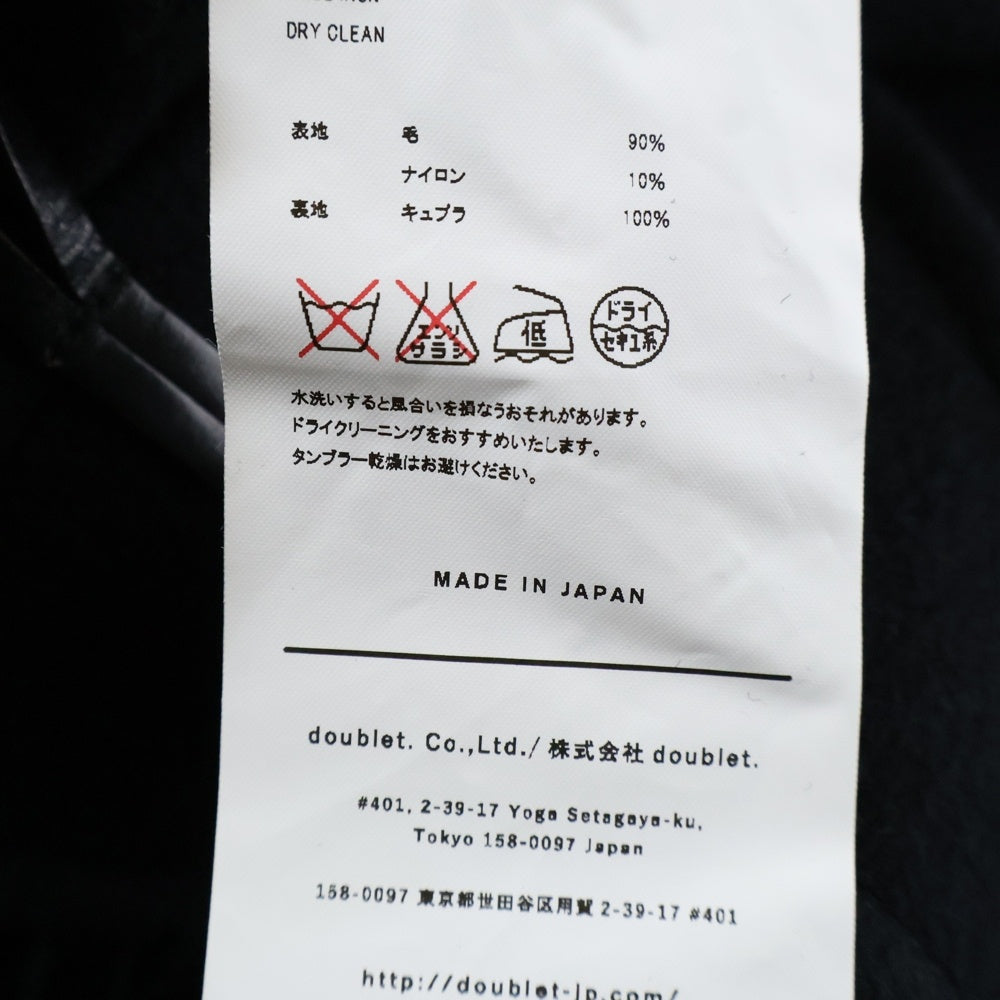 DRY CLEAN
表地 毛 90%
ナイロン 10%
裏地 キュプラ 100%
エンソ 低 ドライ
サラシ セキユ系
水洗いすると風合いを損なうおそれがあります。
ドライクリーニングをおすすめいたします。
タンブラー乾燥はお避けください。
MADE IN JAPAN
doublet. Co.,Ltd./ 株式会社 doublet.
#401, 2-39-17 Yoga Setagaya-ku,
Tokyo 158-0097 Japan
158-0097 東京都世田谷区用賀 2-39-17 #401
http://doublet-jp.com/